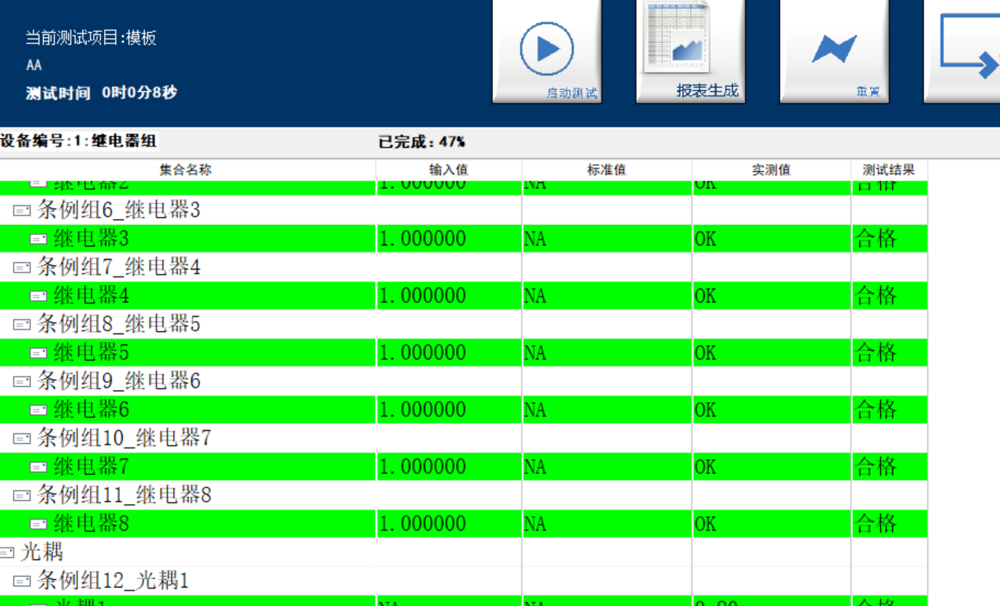 当前测试项目:模板
AA
测试时间 0时0分8秒
启动测试
报表生成
重置
设备编号:1:继电器组 已完成: 47%
集合名称 输入值 标准值 实测值 测试结果
继电器2 1.000000 NA OK 合格
条例组6_继电器3
继电器3 1.000000 NA OK 合格
条例组7_继电器4
继电器4 1.000000 NA OK 合格
条例组8_继电器5
继电器5 1.000000 NA OK 合格
条例组9_继电器6
继电器6 1.000000 NA OK 合格
条例组10_继电器7
继电器7 1.000000 NA OK 合格
条例组11_继电器8
继电器8 1.000000 NA OK 合格
光耦
条例组12_光耦1
光耦1 NA NA 合格